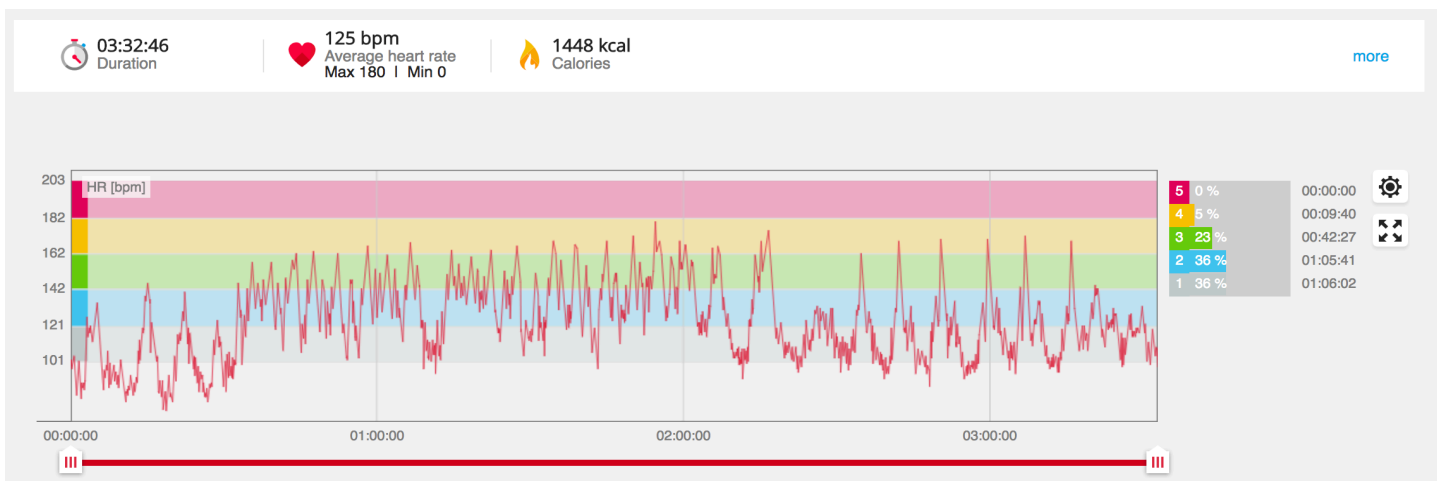 03:32:46
Duration
125 bpm
Average heart rate
Max 180 | Min 0
1448 kcal
Calories
more
203
HR [bpm]
182
162
142
121
101
00:00:00
01:00:00
02:00:00
03:00:00
5 0 % 00:00:00
4 5 % 00:09:40
3 23 % 00:42:27
2 36 % 01:05:41
1 36 % 01:06:02